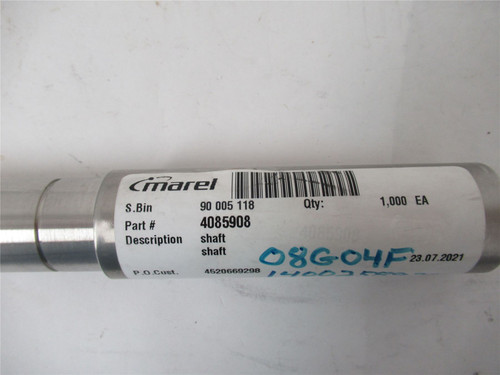 marel
S.Bin 90 005 118 Qty: 1,000 EA
Part # 4085908
Description shaft
shaft
08G04F 23.07.2021
P.O.Cust. 4520669298